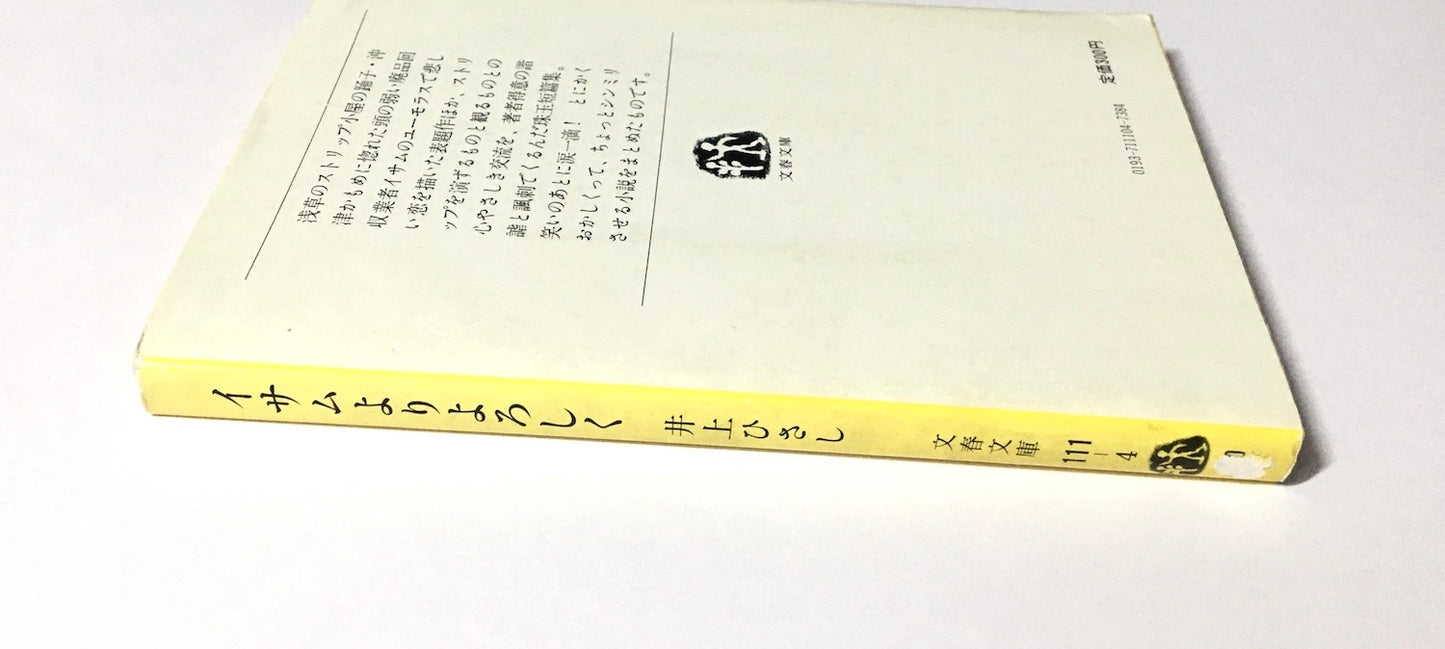 浅草のストリップ小屋の踊子・沖
津かもめに惚れた頭の弱い廃品回
収業者イサムのユーモラスで悲し
い恋を描いた表題作ほか、ストリ
ップを演ずるものと観るものとの
心やさしき交流を、著者得意の諧
謔と諷刺でくるんだ珠玉短篇集。
笑いのあとに涙一滴! とにかく
おかしくって、ちょっとシンミリ
させる小説をまとめたものです。
文春文庫
0193-711104-7384
定価300円
イサムよりよろしく
井上ひさし
文春文庫
111-4